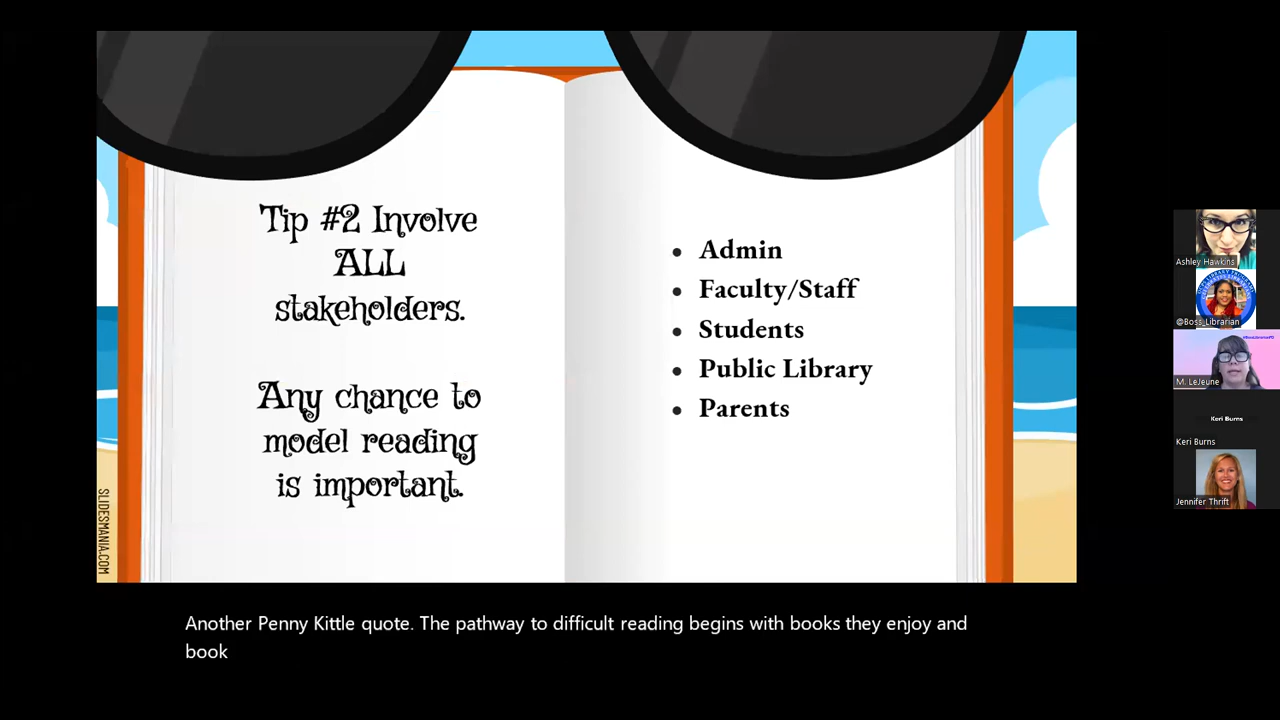 Tip #2 Involve
ALL
stakeholders.
Any chance to
model reading
is important.
• Admin
• Faculty/Staff
• Students
• Public Library
• Parents
SLIDESMANIA.COM
Ashley Hawkins
@Boss_Librarian
M. LeJeune
Keri Burns
Keri Burns
Jennifer Thrift
Another Penny Kittle quote. The pathway to difficult reading begins with books they enjoy and
book